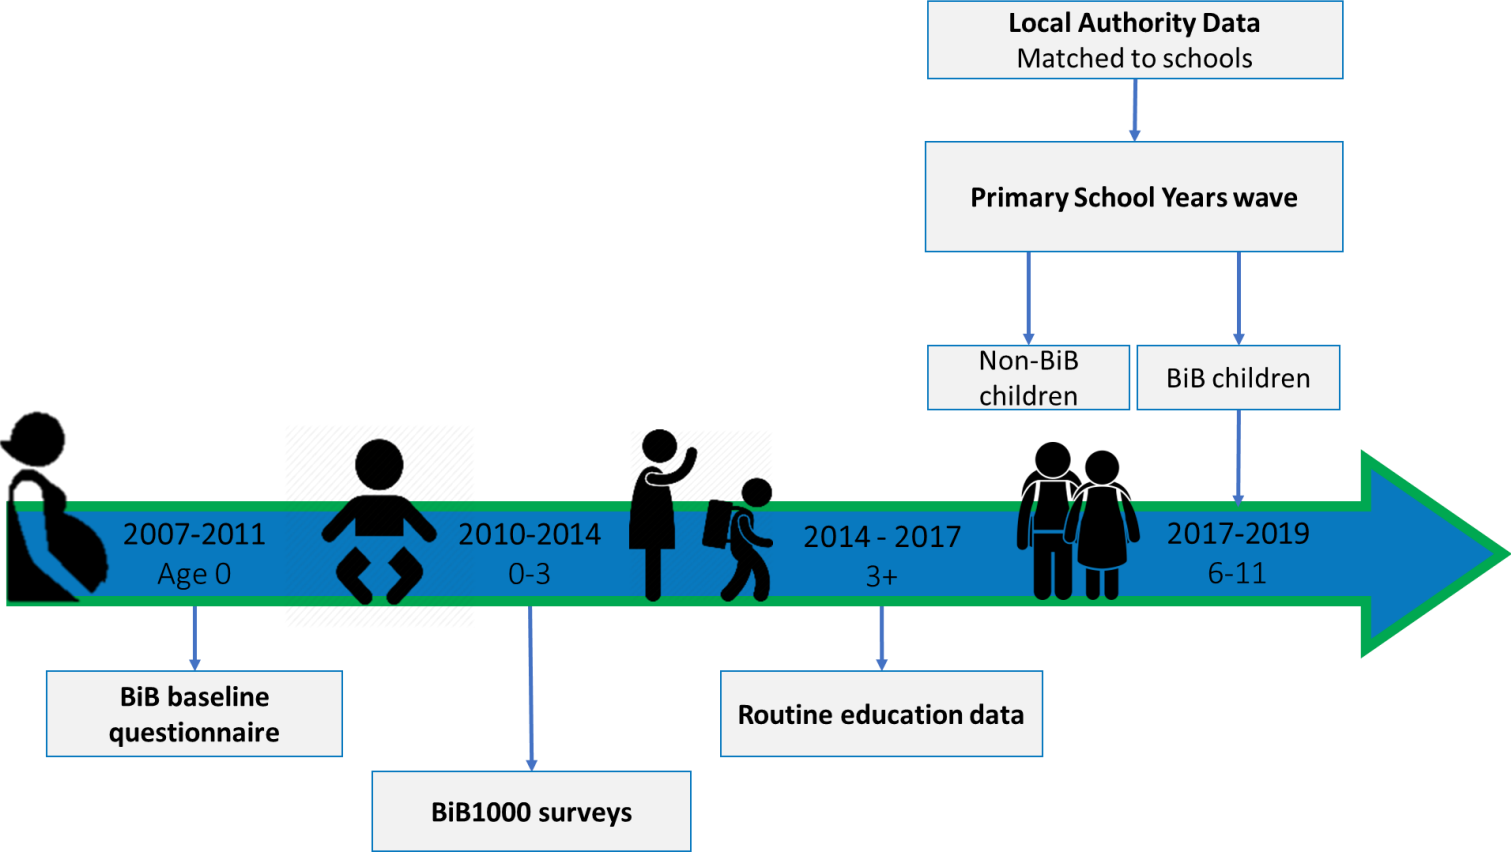 Local Authority Data
Matched to schools
Primary School Years wave
Non-BiB
children
BiB children
2007-2011
Age 0
2010-2014
0-3
2014 - 2017
3+
2017-2019
6-11
BiB baseline
questionnaire
BiB1000 surveys
Routine education data